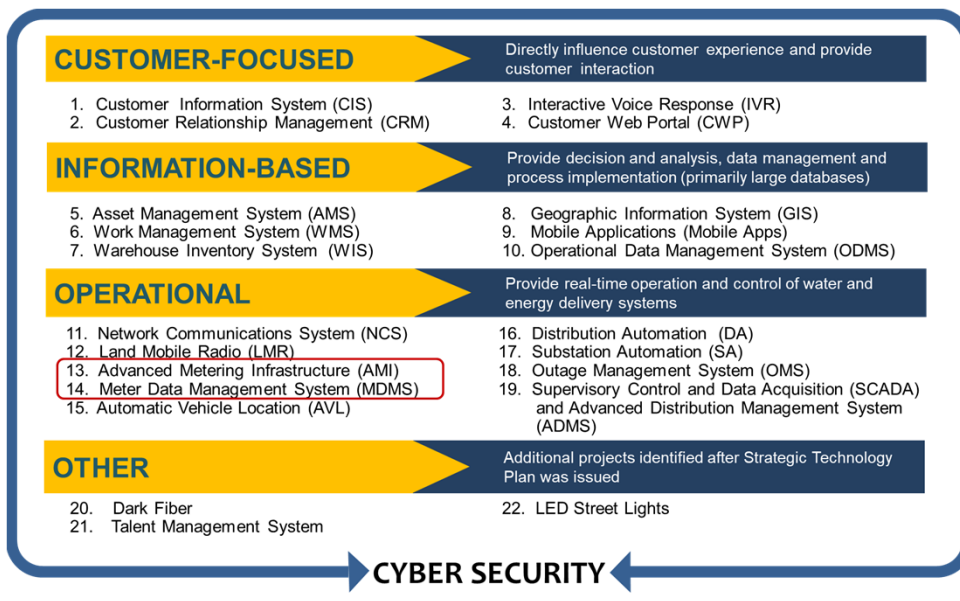 CUSTOMER-FOCUSED
Directly influence customer experience and provide
customer interaction
1. Customer Information System (CIS)
2. Customer Relationship Management (CRM)
3. Interactive Voice Response (IVR)
4. Customer Web Portal (CWP)
INFORMATION-BASED
Provide decision and analysis, data management and
process implementation (primarily large databases)
5. Asset Management System (AMS)
6. Work Management System (WMS)
7. Warehouse Inventory System (WIS)
8. Geographic Information System (GIS)
9. Mobile Applications (Mobile Apps)
10. Operational Data Management System (ODMS)
OPERATIONAL
Provide real-time operation and control of water and
energy delivery systems
11. Network Communications System (NCS)
12. Land Mobile Radio (LMR)
13. Advanced Metering Infrastructure (AMI)
14. Meter Data Management System (MDMS)
15. Automatic Vehicle Location (AVL)
16. Distribution Automation (DA)
17. Substation Automation (SA)
18. Outage Management System (OMS)
19. Supervisory Control and Data Acquisition (SCADA)
and Advanced Distribution Management System
(ADMS)
OTHER
Additional projects identified after Strategic Technology
Plan was issued
20. Dark Fiber
21. Talent Management System
22. LED Street Lights
CYBER SECURITY